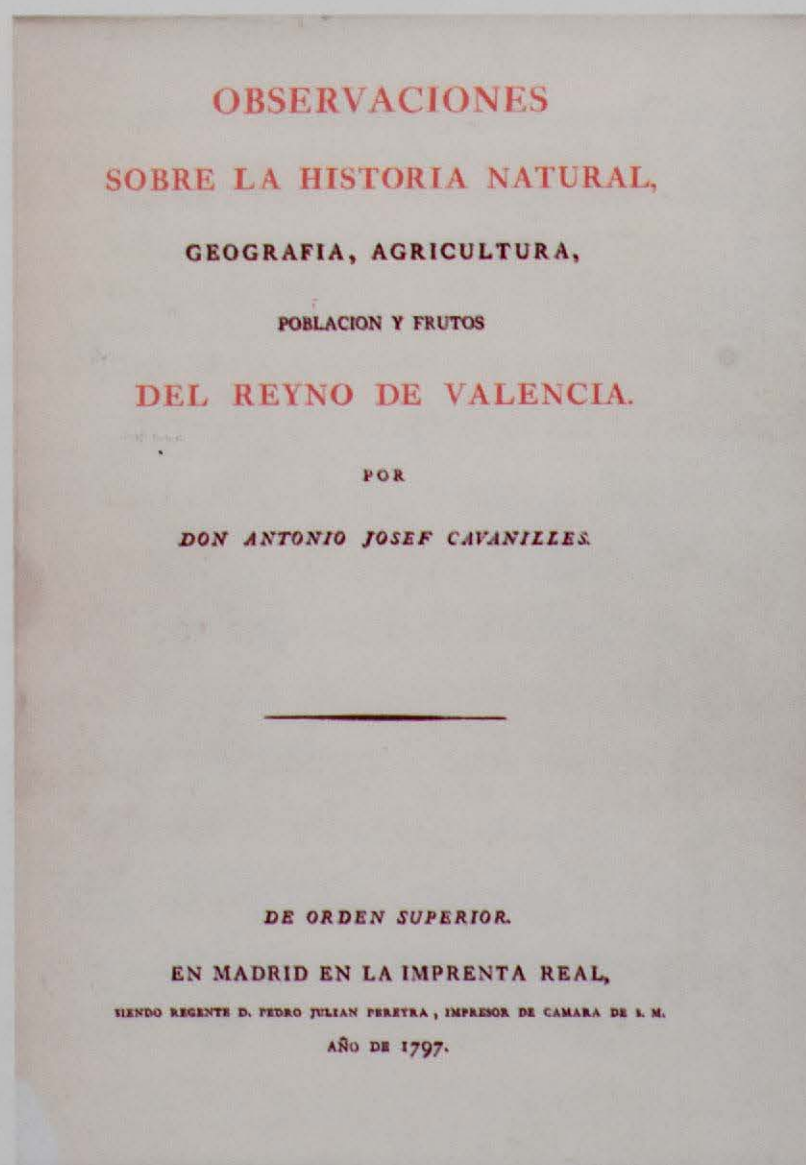 OBSERVACIONES
SOBRE LA HISTORIA NATURAL,
GEOGRAFIA, AGRICULTURA,
POBLACION Y FRUTOS
DEL REYNO DE VALENCIA.
POR
DON ANTONIO JOSEF CAVANILLES.
DE ORDEN SUPERIOR.
EN MADRID EN LA IMPRENTA REAL,
SIENDO REGENTE D. PEDRO JULIAN PEREYRA, IMPRESOR DE CAMARA DE S. M.
AÑO DE 1797.